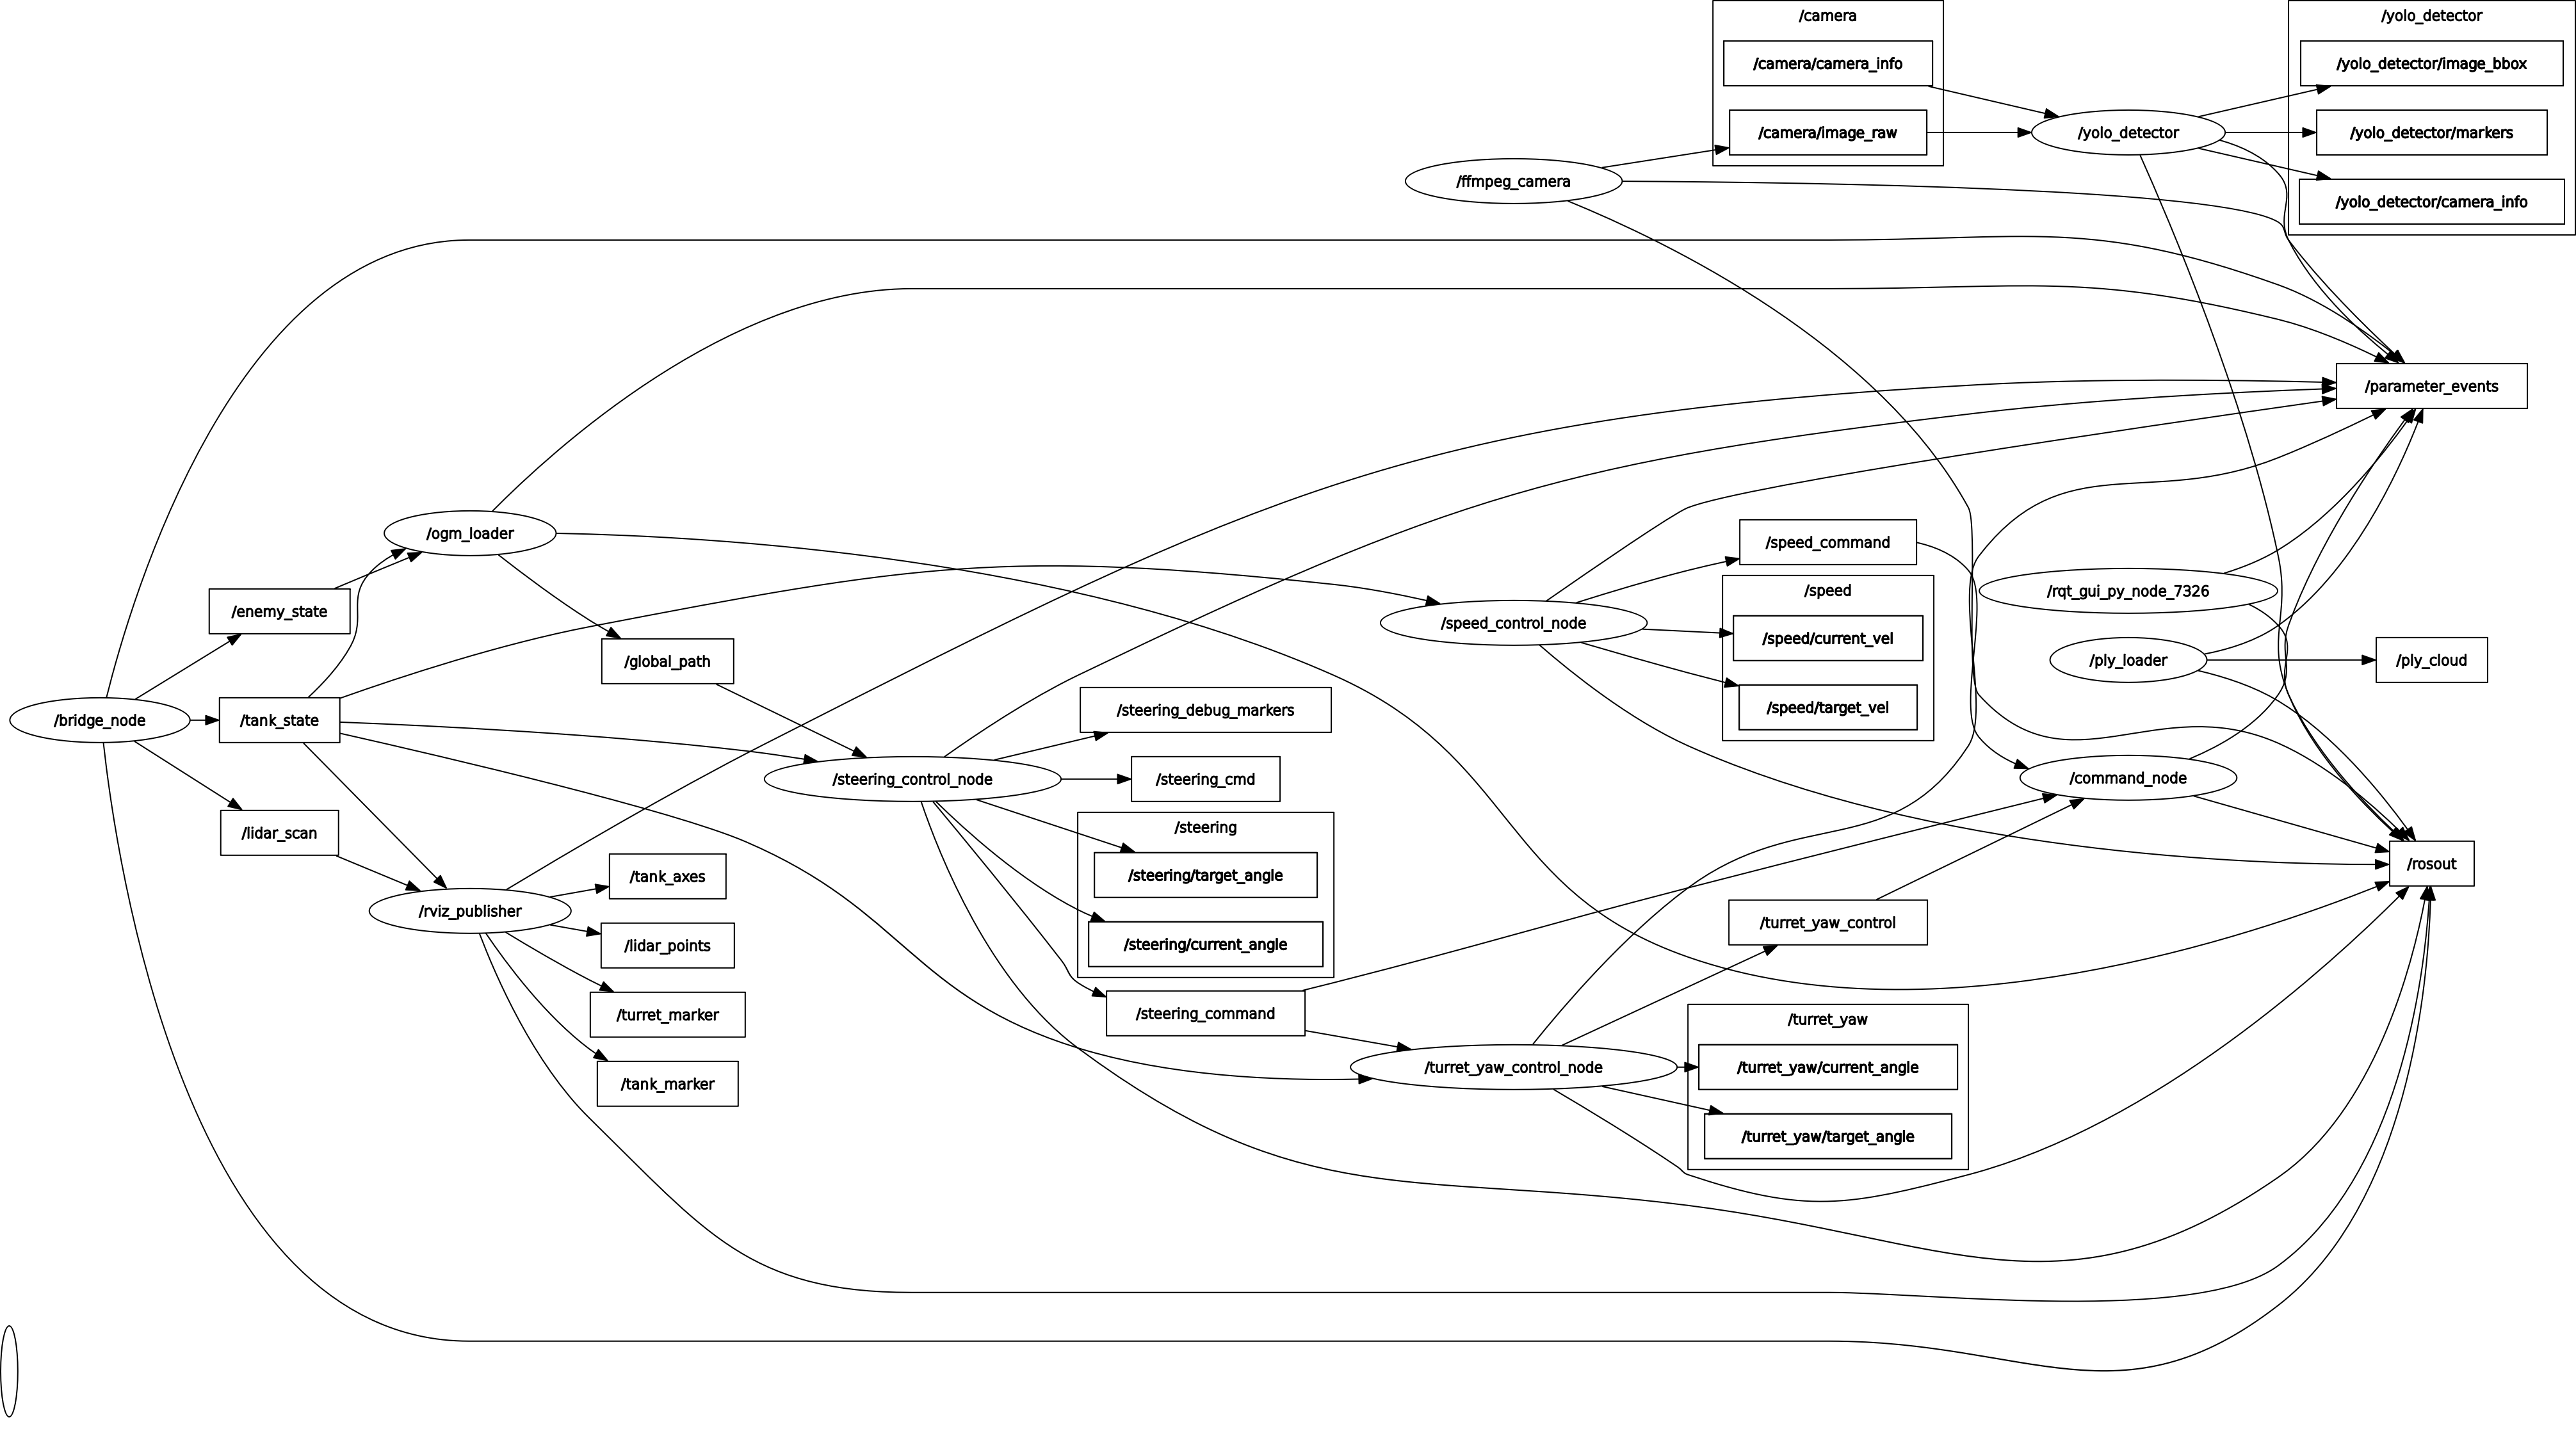 /camera
/camera/camera_info
/camera/image_raw
/yolo_detector
/yolo_detector
/yolo_detector/image_bbox
/yolo_detector/markers
/yolo_detector/camera_info
/ffmpeg_camera
/parameter_events
/ogm_loader
/speed_command
/enemy_state
/global_path
/speed_control_node
/speed
/speed/current_vel
/speed/target_vel
/rqt_gui_py_node_7326
/ply_loader
/ply_cloud
/bridge_node
/tank_state
/steering_debug_markers
/steering_control_node
/steering_cmd
/command_node
/lidar_scan
/steering
/steering/target_angle
/steering/current_angle
/rosout
/tank_axes
/rviz_publisher
/lidar_points
/turret_yaw_control
/turret_marker
/steering_command
/turret_yaw
/turret_yaw_control_node
/turret_yaw/current_angle
/tank_marker
/turret_yaw/target_angle